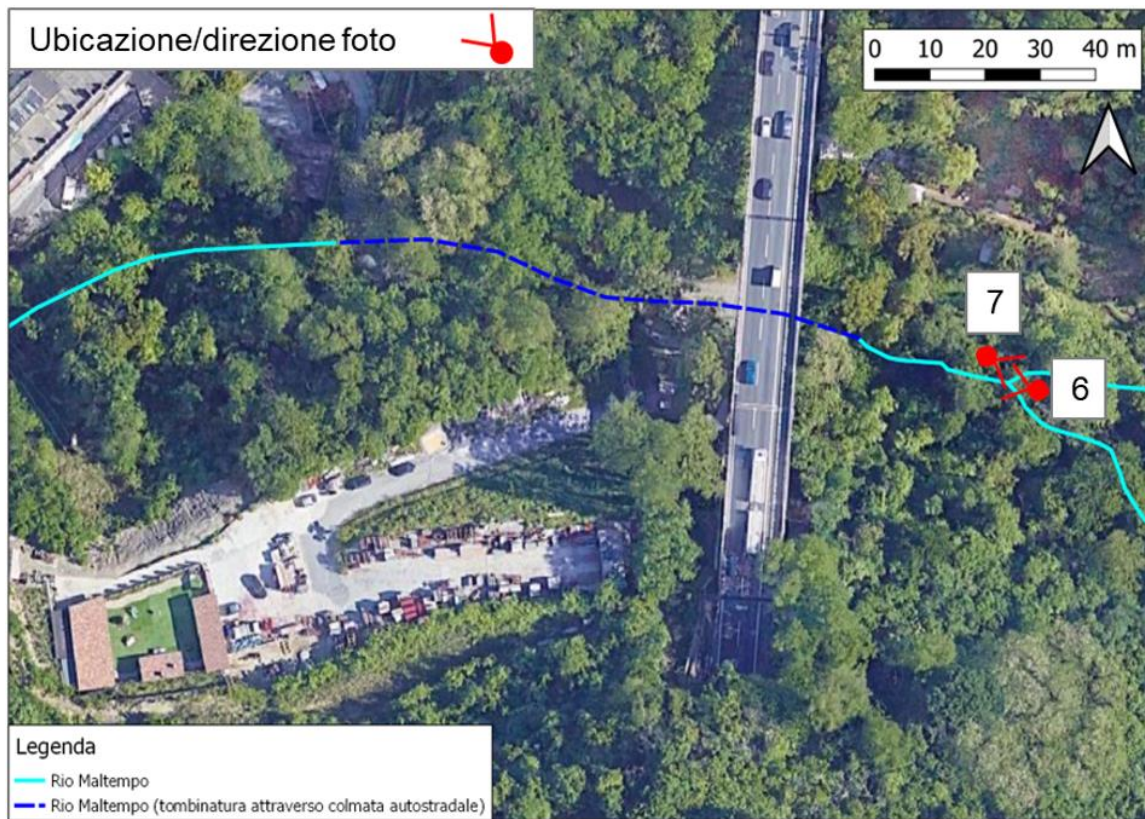 Ubicazione/direzione foto
0 10 20 30 40 m
7
6
Legenda
Rio Maltempo
Rio Maltempo (tombinatura attraverso colmata autostradale)